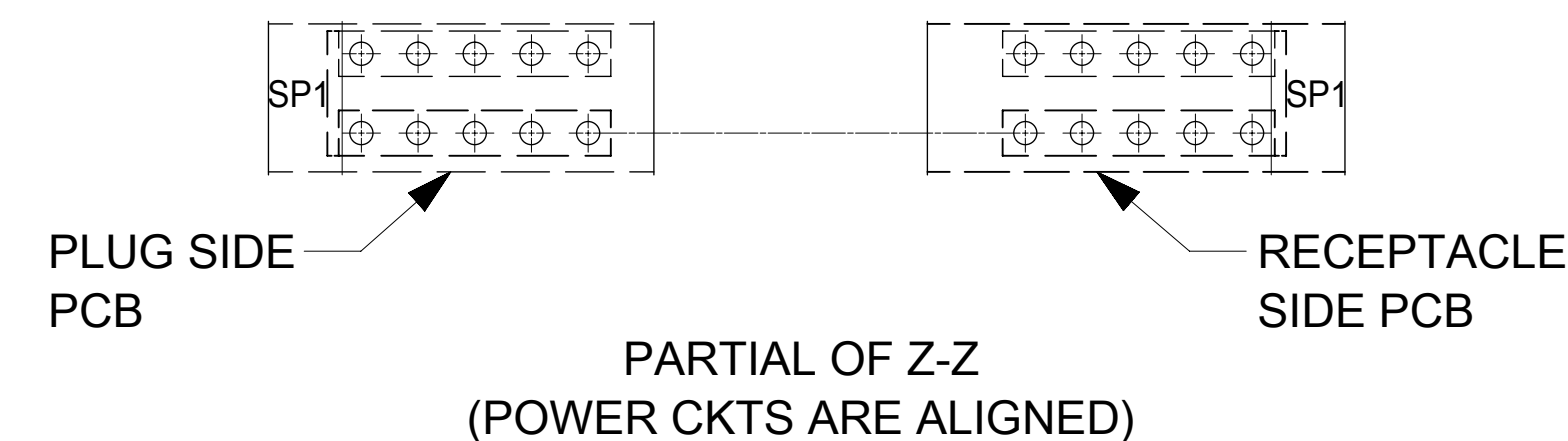 SP1
SP1
PLUG SIDE
PCB
RECEPTACLE
SIDE PCB
PARTIAL OF Z-Z
(POWER CKTS ARE ALIGNED)